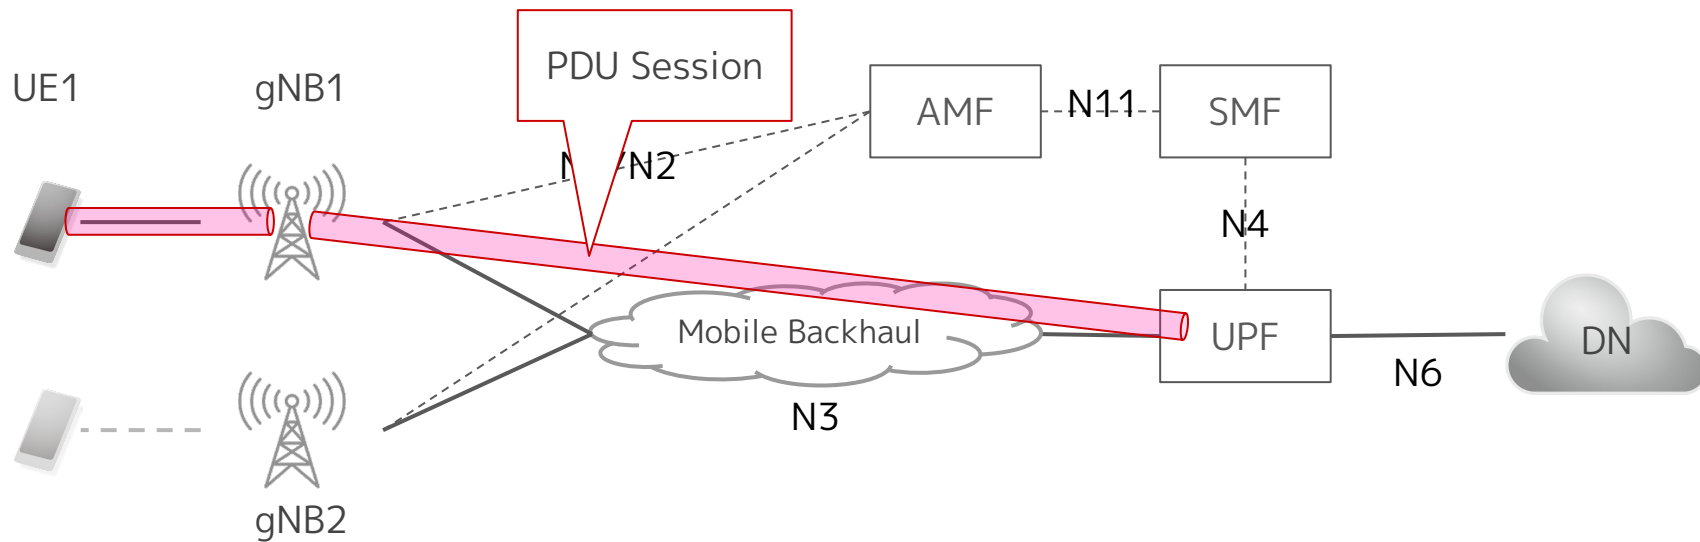 PDU Session
UE1
gNB1
AMF
N11
SMF
N2
N4
Mobile Backhaul
UPF
DN
N6
N3
gNB2